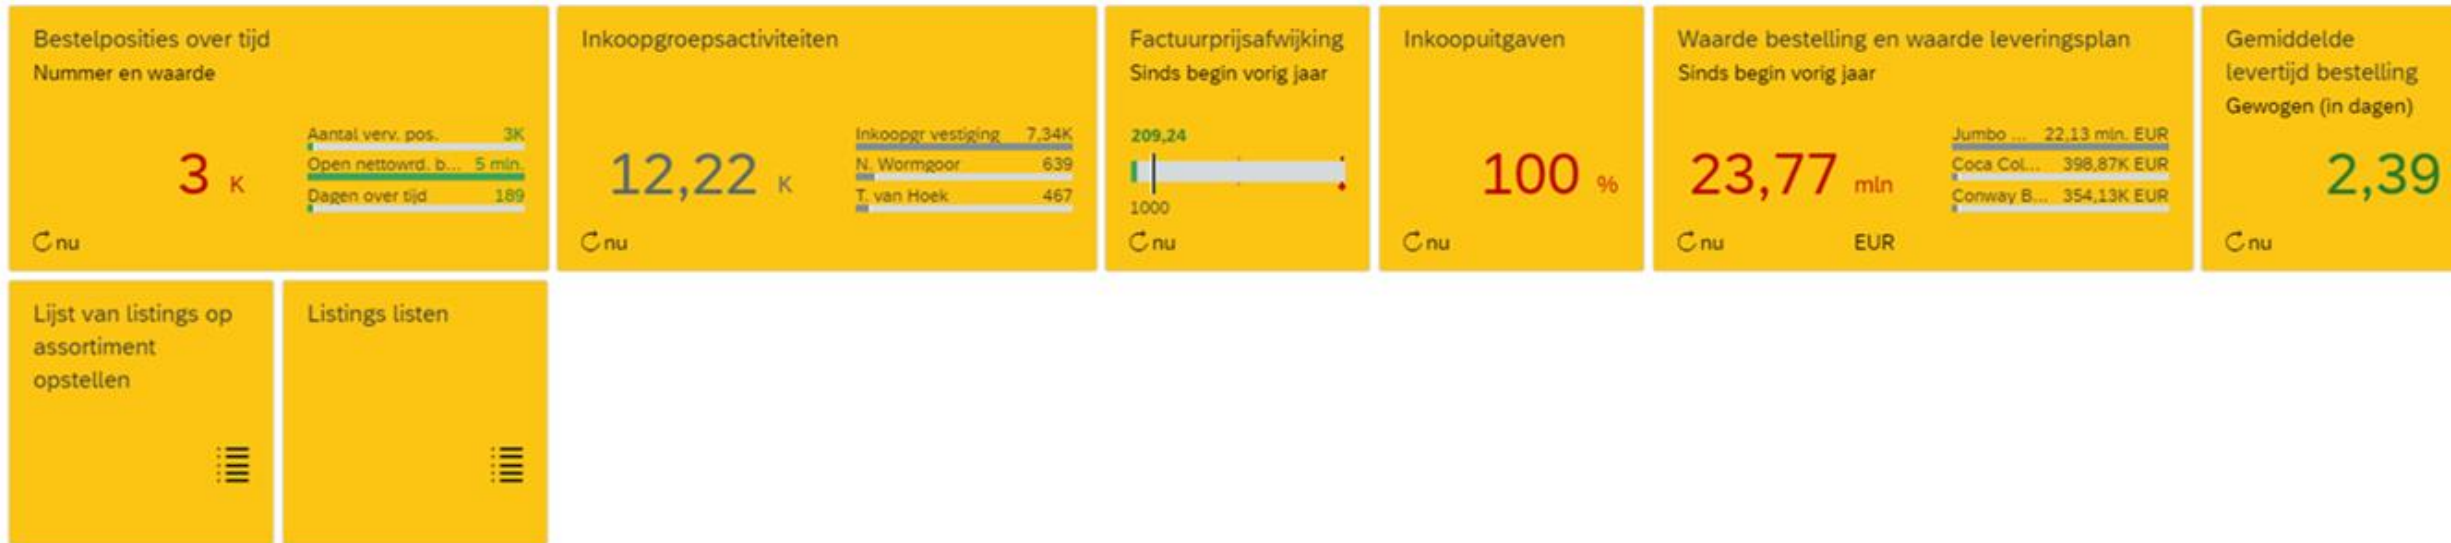 Bestelposities over tijd
Nummer en waarde
3 K
Aantal verv. pos. 3K
Open nettowrd. b... 5 mln.
Dagen over tijd 189
nu
Inkoopgroepsactiviteiten
12,22 K
Inkoopgr vestiging 7,34K
N. Wormgoor 639
T. van Hoek 467
nu
Factuurprijsafwijking
Sinds begin vorig jaar
209,24
1000
nu
Inkoopuitgaven
100 %
nu
Waarde bestelling en waarde leveringsplan
Sinds begin vorig jaar
23,77 mln
Jumbo ... 22,13 mln. EUR
Coca Col... 398,87K EUR
Conway B... 354,13K EUR
nu EUR
Gemiddelde
levertijd bestelling
Gewogen (in dagen)
2,39
nu
Lijst van listings op
assortiment
opstellen
Listings listen